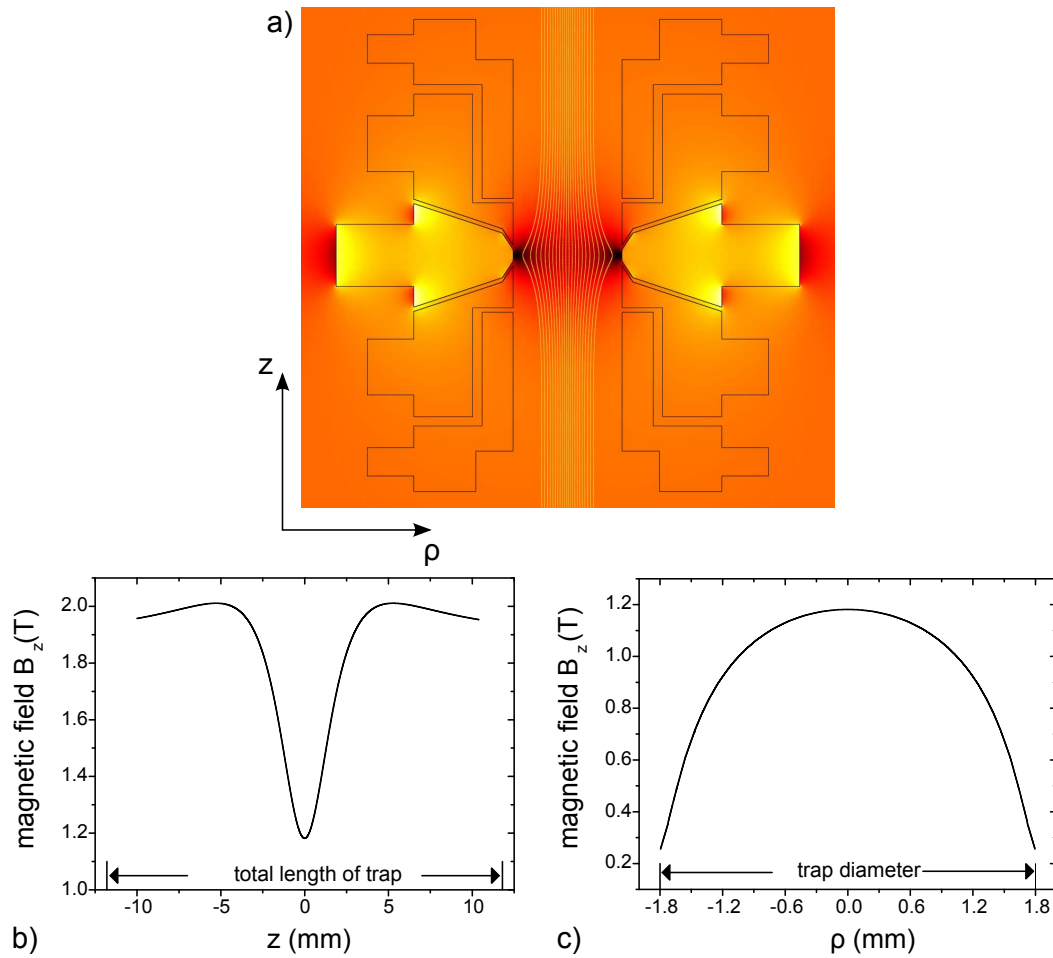 a)
z
ρ
magnetic field B_z(T)
2.0
1.8
1.6
1.4
1.2
1.0
total length of trap
-10
-5
0
5
10
z (mm)
b)
magnetic field B_z(T)
1.2
1.0
0.8
0.6
0.4
0.2
trap diameter
-1.8
-1.2
-0.6
0.0
0.6
1.2
1.8
ρ (mm)
c)